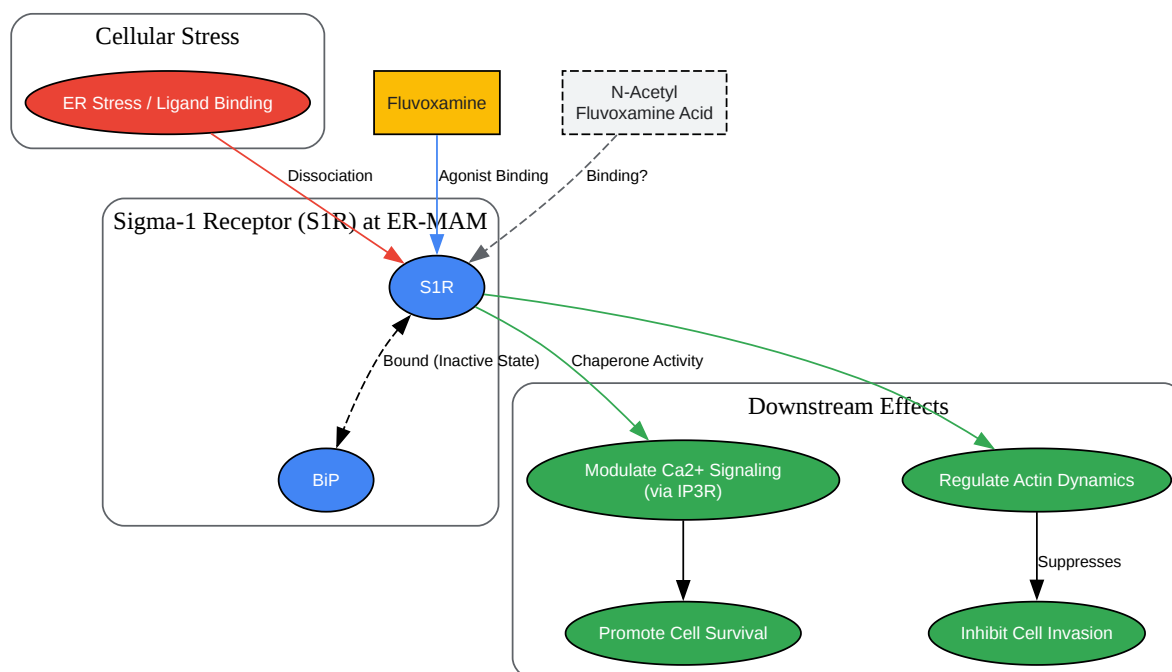 Cellular Stress
ER Stress / Ligand Binding
Fluvoxamine
N-Acetyl
Fluvoxamine Acid
Dissociation
Agonist Binding
Binding?
Sigma-1 Receptor (S1R) at ER-MAM
S1R
Bound (Inactive State)
Chaperone Activity
BiP
Downstream Effects
Modulate Ca2+ Signaling
(via IP3R)
Regulate Actin Dynamics
Suppresses
Promote Cell Survival
Inhibit Cell Invasion